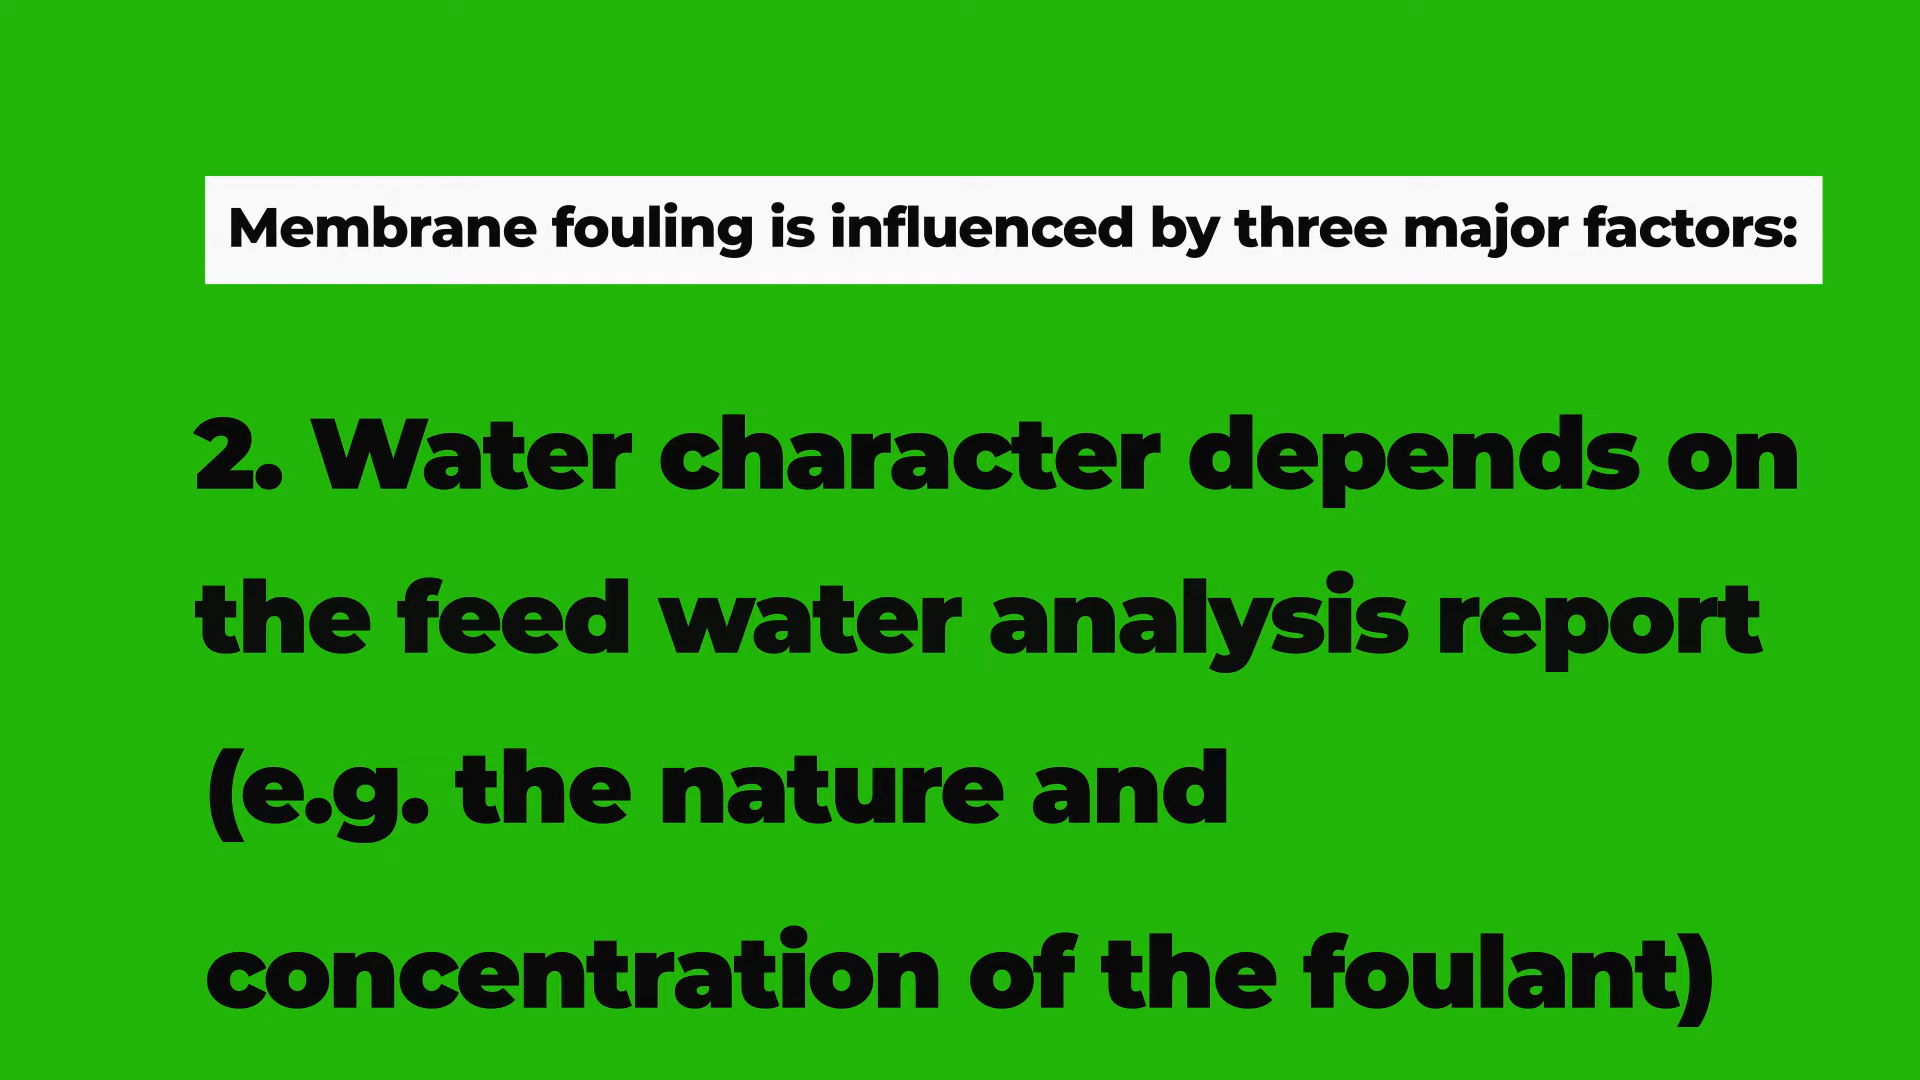 Membrane fouling is influenced by three major factors:
2. Water character depends on
the feed water analysis report
(e.g. the nature and
concentration of the foulant)